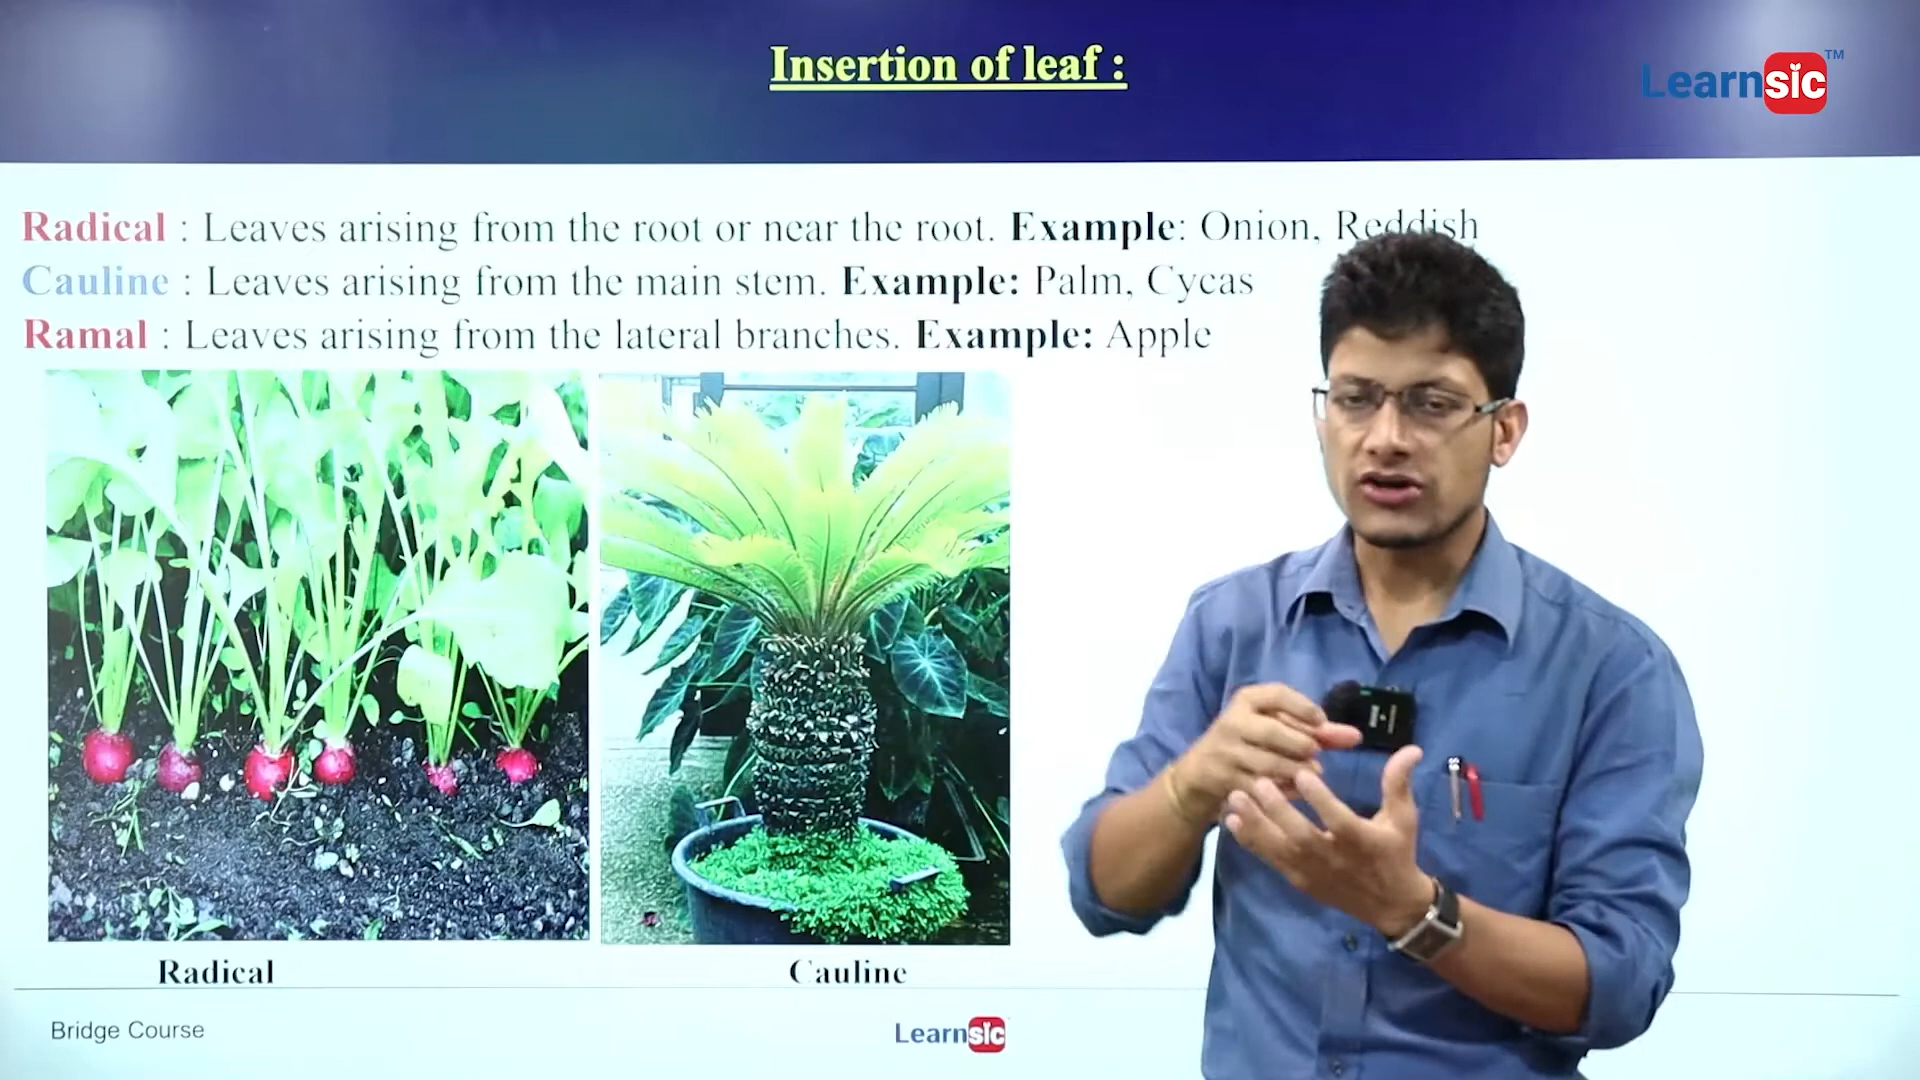 Insertion of leaf :
Learnsic™
Radical : Leaves arising from the root or near the root. Example: Onion, Reddish
Cauline : Leaves arising from the main stem. Example: Palm, Cycas
Ramal : Leaves arising from the lateral branches. Example: Apple
Radical
Cauline
Bridge Course
Learnsic